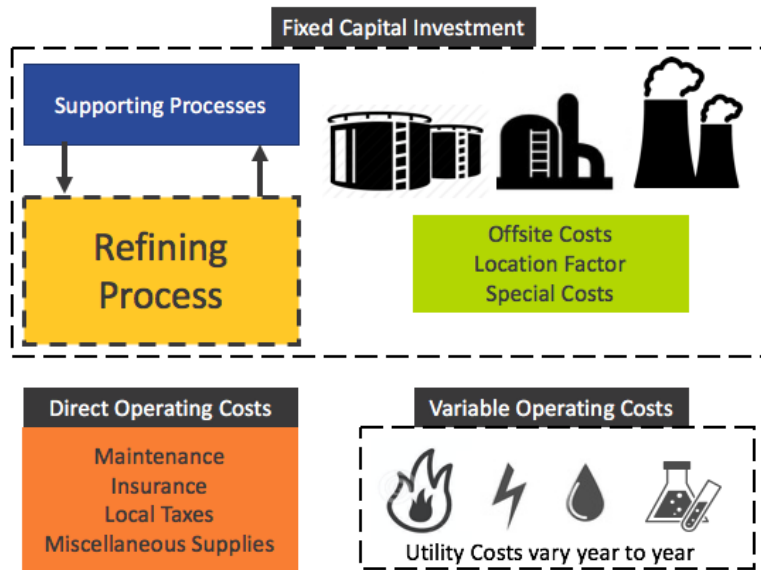 Fixed Capital Investment
Supporting Processes
Refining
Process
Offsite Costs
Location Factor
Special Costs
Direct Operating Costs
Maintenance
Insurance
Local Taxes
Miscellaneous Supplies
Variable Operating Costs
Utility Costs vary year to year